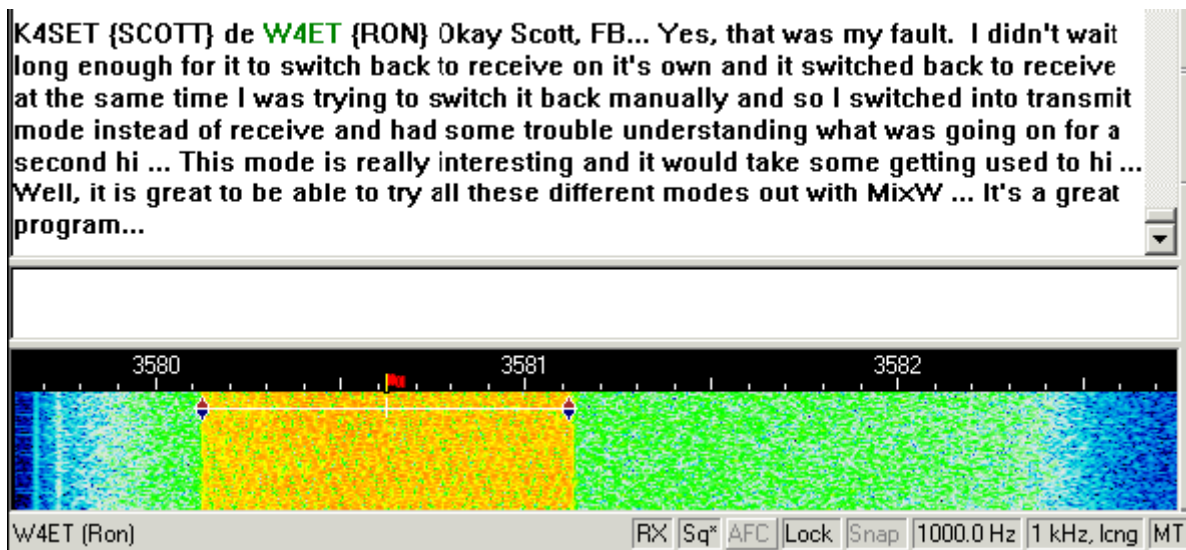 K4SET {SCOTT} de W4ET {RON} Okay Scott, FB... Yes, that was my fault.  I didn't wait
long enough for it to switch back to receive on it's own and it switched back to receive
at the same time I was trying to switch it back manually and so I switched into transmit
mode instead of receive and had some trouble understanding what was going on for a
second hi ... This mode is really interesting and it would take some getting used to hi ...
Well, it is great to be able to try all these different modes out with MixW ... It's a great
program...
3580 3581 3582
W4ET (Ron) RX Sq* AFC Lock Snap 1000.0 Hz 1 kHz, long MT